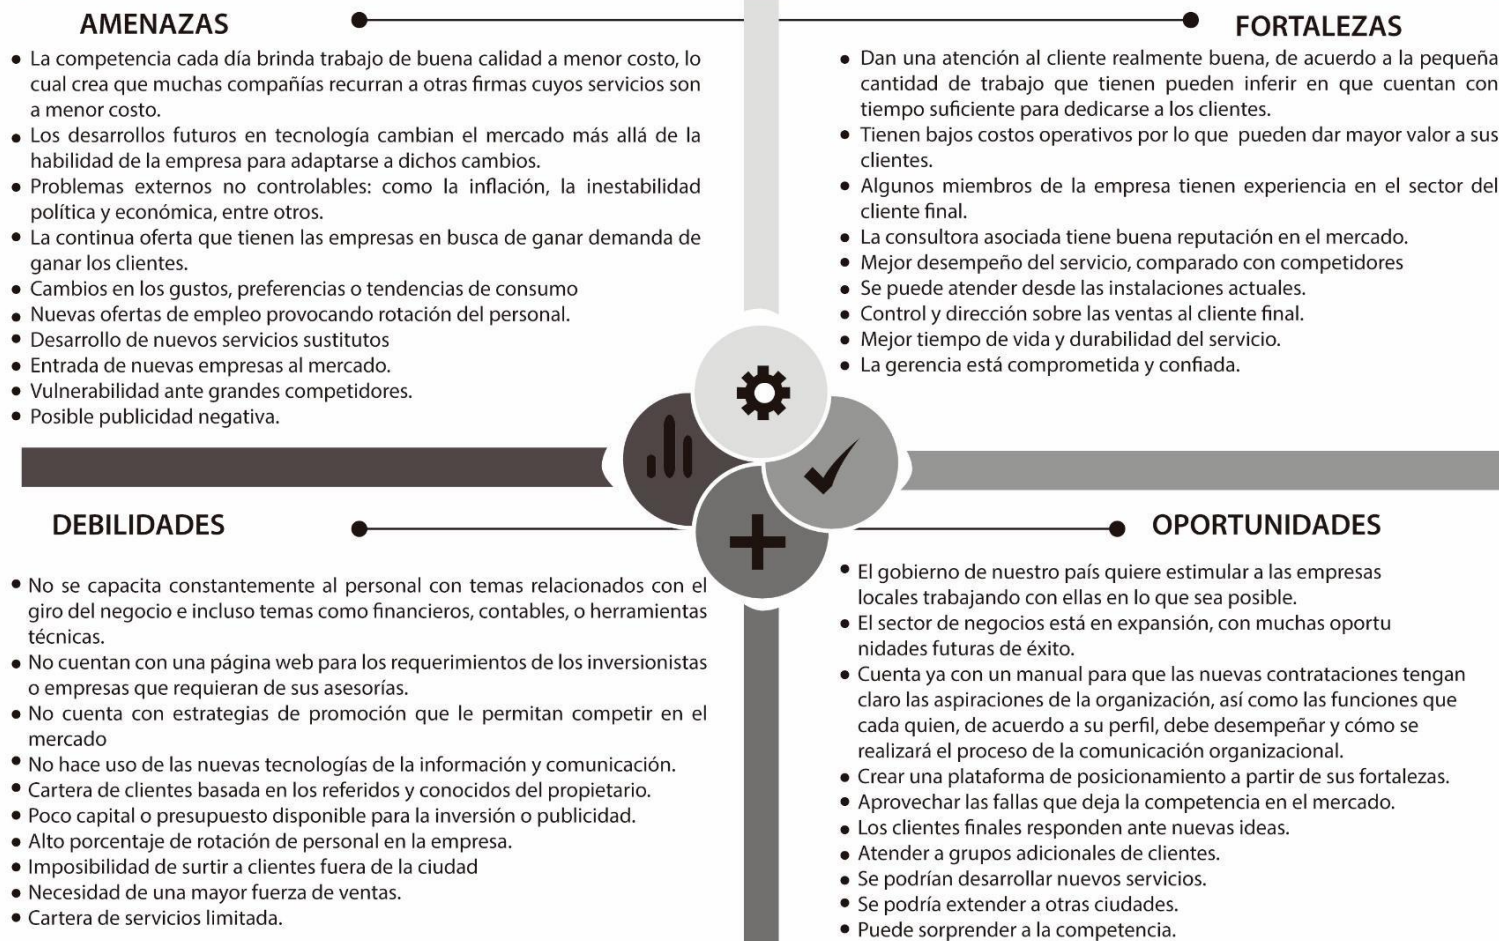 AMENAZAS
• La competencia cada día brinda trabajo de buena calidad a menor costo, lo
cual crea que muchas compañías recurran a otras firmas cuyos servicios son
a menor costo.
• Los desarrollos futuros en tecnología cambian el mercado más allá de la
habilidad de la empresa para adaptarse a dichos cambios.
• Problemas externos no controlables: como la inflación, la inestabilidad
política y económica, entre otros.
• La continua oferta que tienen las empresas en busca de ganar demanda de
ganar los clientes.
• Cambios en los gustos, preferencias o tendencias de consumo
• Nuevas ofertas de empleo provocando rotación del personal.
• Desarrollo de nuevos servicios sustitutos
• Entrada de nuevas empresas al mercado.
• Vulnerabilidad ante grandes competidores.
• Posible publicidad negativa.
FORTALEZAS
• Dan una atención al cliente realmente buena, de acuerdo a la pequeña
cantidad de trabajo que tienen pueden inferir en que cuentan con
tiempo suficiente para dedicarse a los clientes.
• Tienen bajos costos operativos por lo que pueden dar mayor valor a sus
clientes.
• Algunos miembros de la empresa tienen experiencia en el sector del
cliente final.
• La consultora asociada tiene buena reputación en el mercado.
• Mejor desempeño del servicio, comparado con competidores
• Se puede atender desde las instalaciones actuales.
• Control y dirección sobre las ventas al cliente final.
• Mejor tiempo de vida y durabilidad del servicio.
• La gerencia está comprometida y confiada.
DEBILIDADES
• No se capacita constantemente al personal con temas relacionados con el
giro del negocio e incluso temas como financieros, contables, o herramientas
técnicas.
• No cuentan con una página web para los requerimientos de los inversionistas
o empresas que requieran de sus asesorías.
• No cuenta con estrategias de promoción que le permitan competir en el
mercado
• No hace uso de las nuevas tecnologías de la información y comunicación.
• Cartera de clientes basada en los referidos y conocidos del propietario.
• Poco capital o presupuesto disponible para la inversión o publicidad.
• Alto porcentaje de rotación de personal en la empresa.
• Imposibilidad de surtir a clientes fuera de la ciudad
• Necesidad de una mayor fuerza de ventas.
• Cartera de servicios limitada.
OPORTUNIDADES
• El gobierno de nuestro país quiere estimular a las empresas
locales trabajando con ellas en lo que sea posible.
• El sector de negocios está en expansión, con muchas oportu
nidades futuras de éxito.
• Cuenta ya con un manual para que las nuevas contrataciones tengan
claro las aspiraciones de la organización, así como las funciones que
cada quien, de acuerdo a su perfil, debe desempeñar y cómo se
realizará el proceso de la comunicación organizacional.
• Crear una plataforma de posicionamiento a partir de sus fortalezas.
• Aprovechar las fallas que deja la competencia en el mercado.
• Los clientes finales responden ante nuevas ideas.
• Atender a grupos adicionales de clientes.
• Se podrían desarrollar nuevos servicios.
• Se podría extender a otras ciudades.
• Puede sorprender a la competencia.